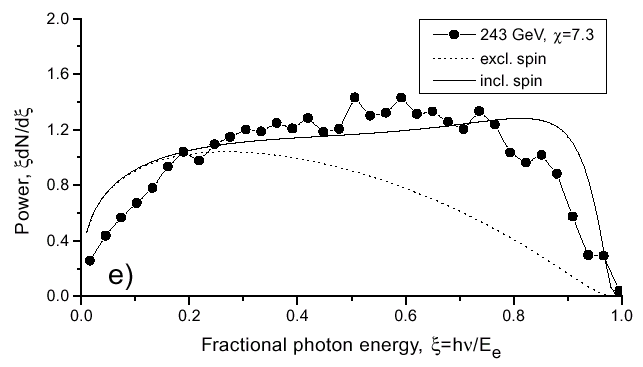 2.0
1.6
1.2
0.8
0.4
0.0
Power, ξdN/dξ
243 GeV, χ=7.3
excl. spin
incl. spin
e)
0.0 0.2 0.4 0.6 0.8 1.0
Fractional photon energy, ξ=hν/Ee